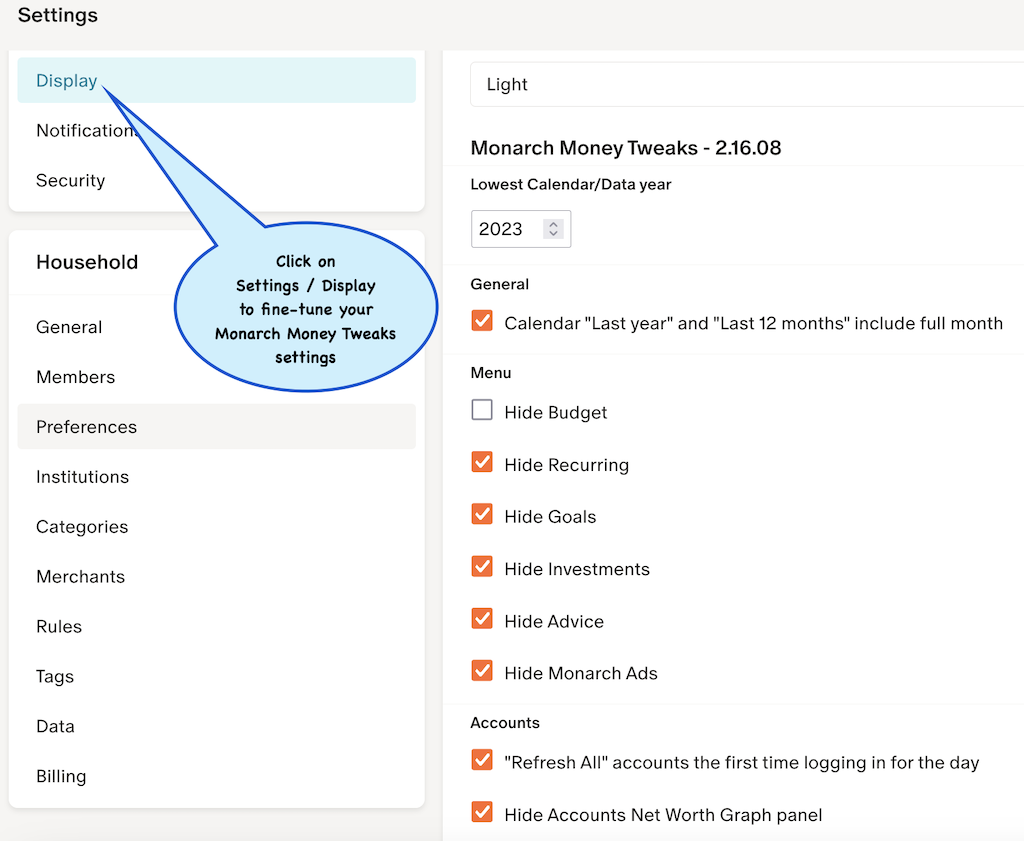 Settings
Display
Notifications
Security
Household
General
Members
Preferences
Institutions
Categories
Merchants
Rules
Tags
Data
Billing
Click on
Settings / Display
to fine-tune your
Monarch Money Tweaks
settings
Light
Monarch Money Tweaks - 2.16.08
Lowest Calendar/Data year
2023
General
Calendar "Last year" and "Last 12 months" include full month
Menu
Hide Budget
Hide Recurring
Hide Goals
Hide Investments
Hide Advice
Hide Monarch Ads
Accounts
"Refresh All" accounts the first time logging in for the day
Hide Accounts Net Worth Graph panel